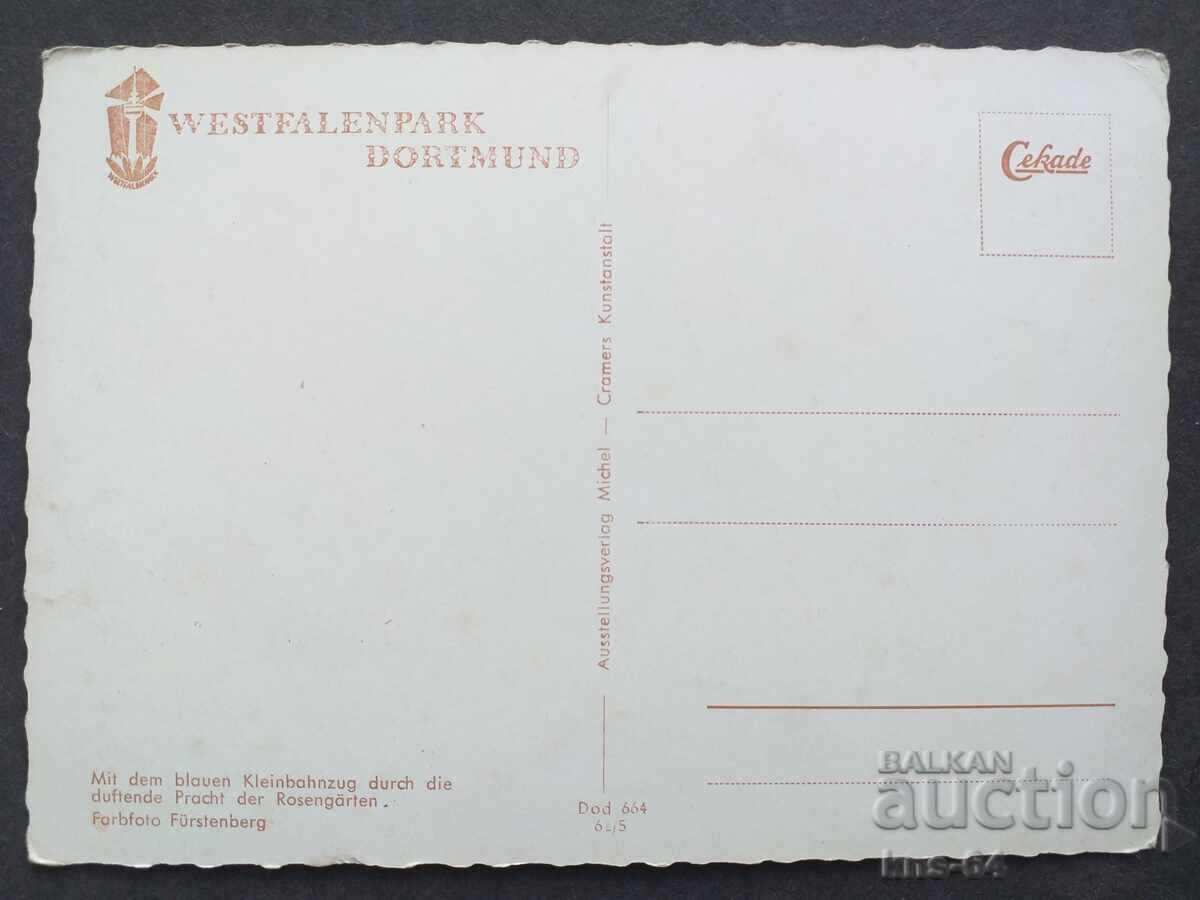 WESTFALENPARK
DORTMUND
Cekade
Ausstellungsverlag Michel — Cramers Kunstanstalt
Mit dem blauen Kleinbahnzug durch die
duftende Pracht der Rosengärten.
Farbfoto Fürstenberg
Dod 664
BALKAN
auction
kns-64